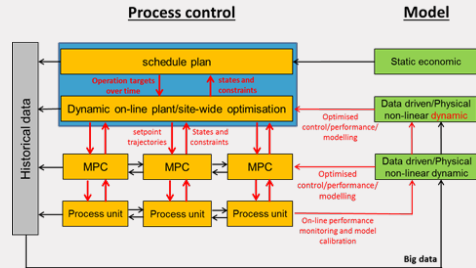 Process control
Model
schedule plan
Static economic
Operation targets
over time
states and
constraints
Dynamic on-line plant/site-wide optimisation
Data driven/Physical
non-linear dynamic
Optimised
control/performance/
modelling
setpoint
trajectories
States and
constraints
Historical data
MPC
MPC
MPC
Data driven/Physical
non-linear dynamic
Optimised
control/performance/
modelling
Process unit
Process unit
Process unit
On-line performance
monitoring and model
calibration
Big data